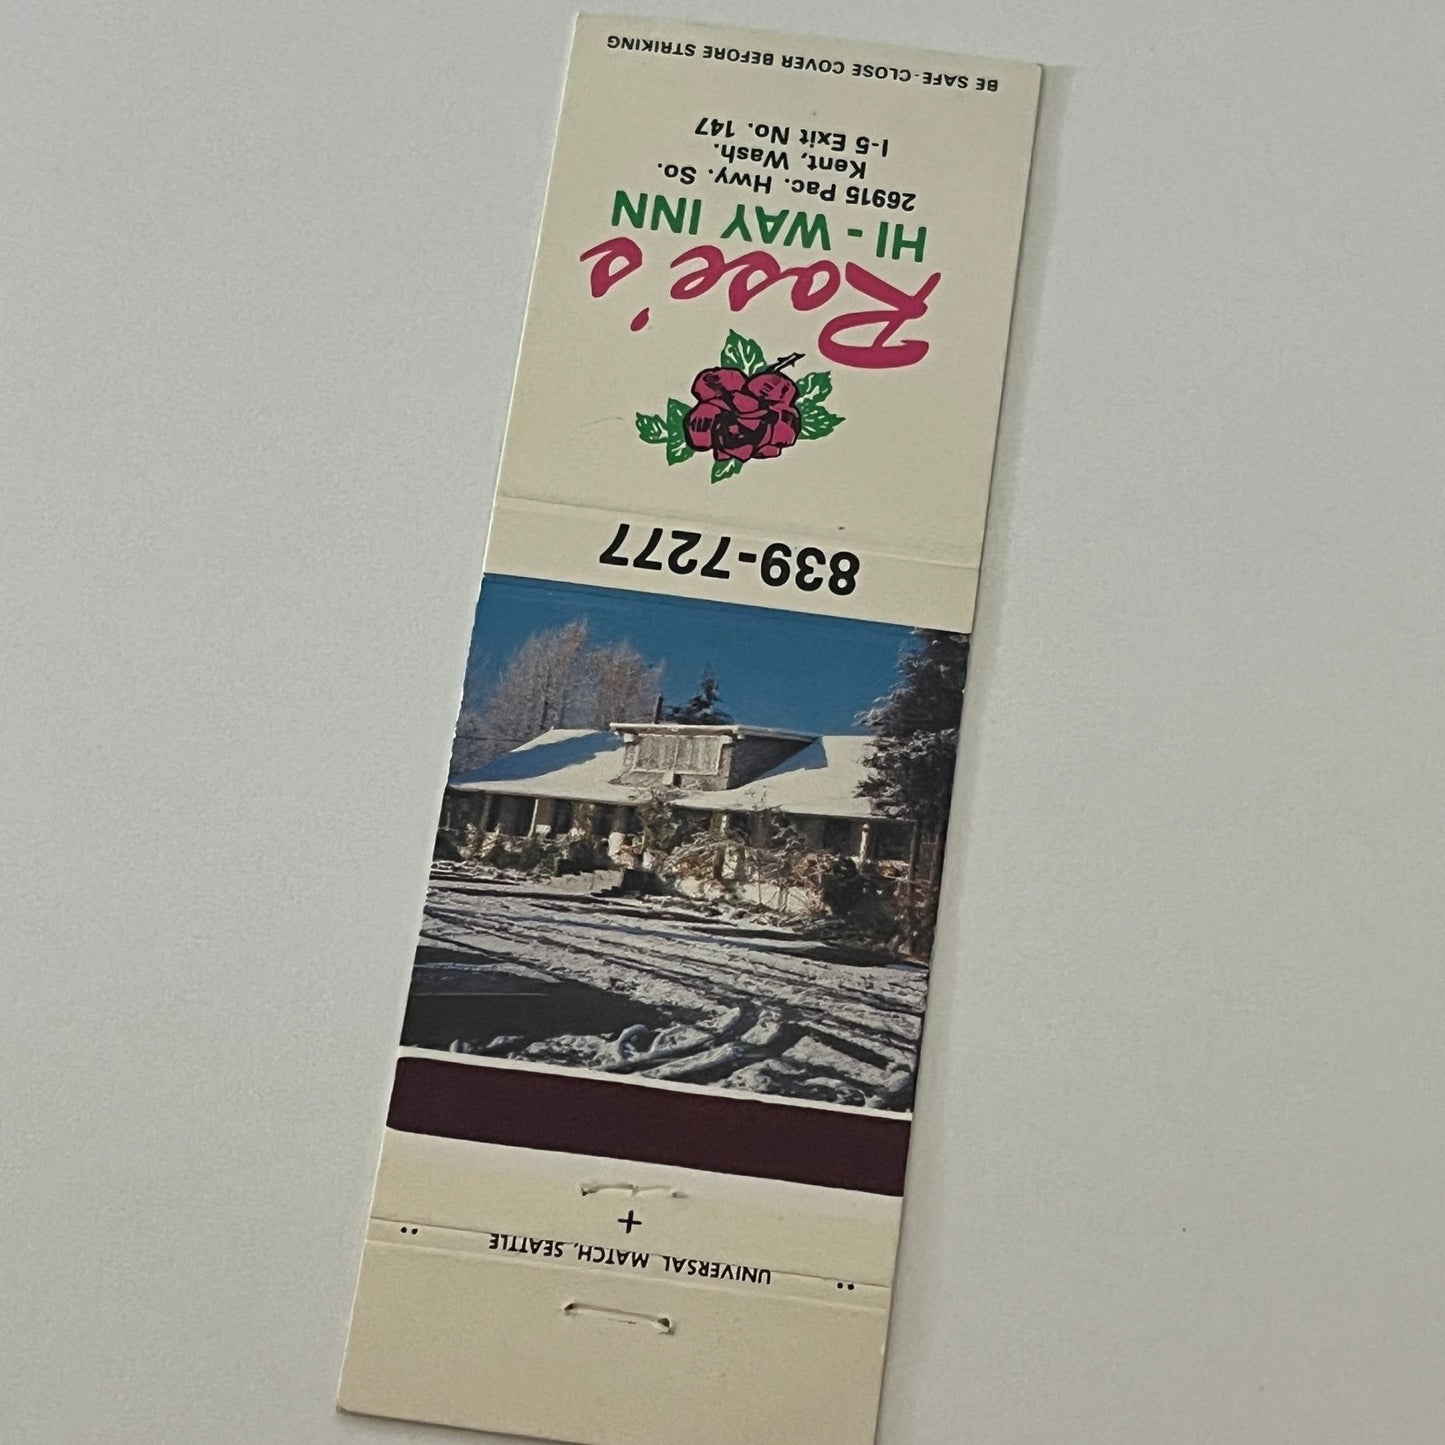 BE SAFE-CLOSE COVER BEFORE STRIKING
Rose's
HI - WAY INN
26915 Pac. Hwy. So.
Kent, Wash.
I-5 Exit No. 147
839-7277
UNIVERSAL MATCH, SEATTLE